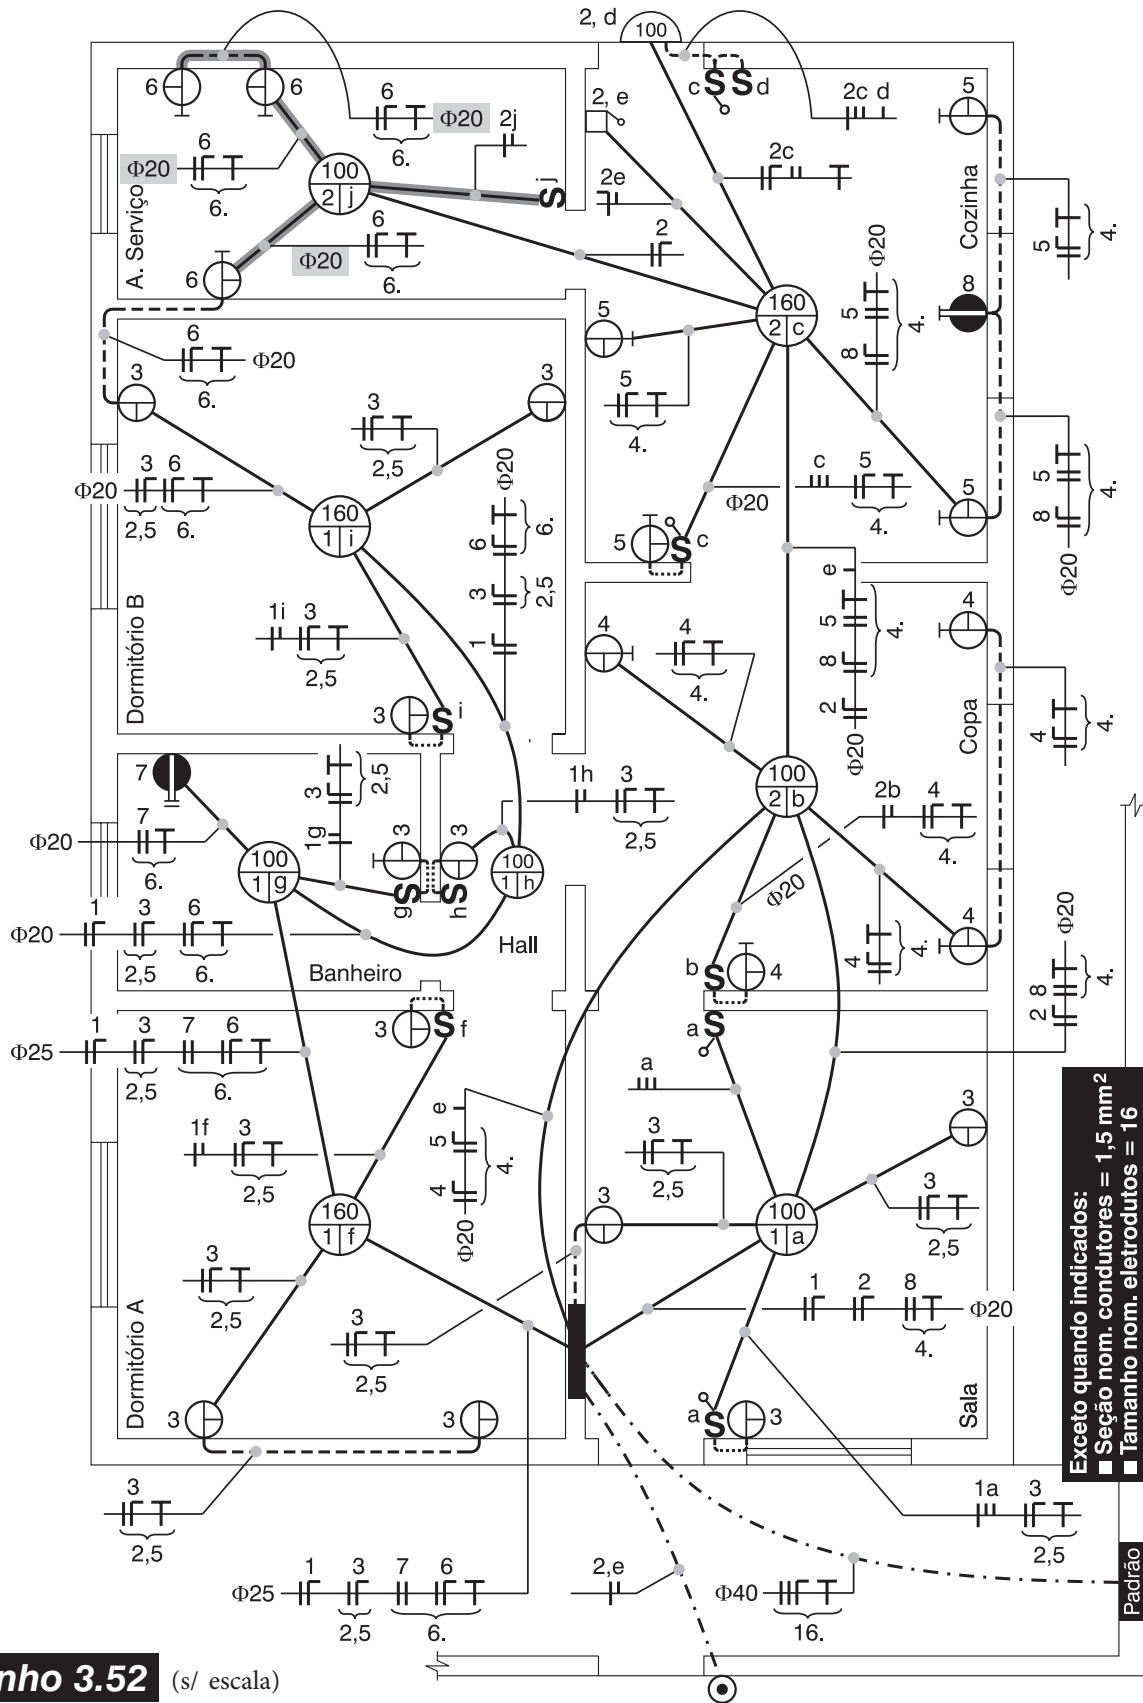 2, d
100
c S S d
2c d
6
6
6
Φ20
2j
2, e
5
6
Φ20
6.
6.
100
2 j
S j
2c
2e
Cozinha
5
4.
A. Serviço
6
Φ20
6.
6
2
Φ20
5
8
4.
8
160
2 c
5
6
Φ20
6.
3
3
3
2,5
5
4.
Φ20
c
5
4.
5
8
4.
Φ20
5
Φ20
3 6
2,5 6.
160
1 i
Φ20
6
6.
3
2,5
1
5
S c
Φ20
Dormitório B
1i 3
2,5
3
S i
4
4
4.
e
5
8
4.
2
Φ20
4
Copa
4
4.
7
7
Φ20
6.
3
2,5
1g
3
3
1h 3
2,5
100
2 b
2b 4
4.
100
1 g
S g
S h
100
1 h
Φ20
4
4.
4
Φ20
1 3 6
2,5 6.
Hall
Banheiro
b S
4
Φ20
8
4.
2
3
S f
a S
Φ25
1 3 7 6
2,5 6.
a
1f 3
2,5
e
5
4
4.
Φ20
3
2,5
3
160
1 f
3
100
1 a
3
2,5
3
2,5
1 2 8
Φ20
4.
3
2,5
Dormitório A
3
3
a S
3
Sala
Exceto quando indicados:
■ Seção nom. condutores = 1,5 mm²
■ Tamanho nom. eletrodutos = 16
3
2,5
1a 3
2,5
Φ25
1 3 7 6
2,5 6.
2,e
Φ40
16.
Padrão
nho 3.52 (s/ escala)